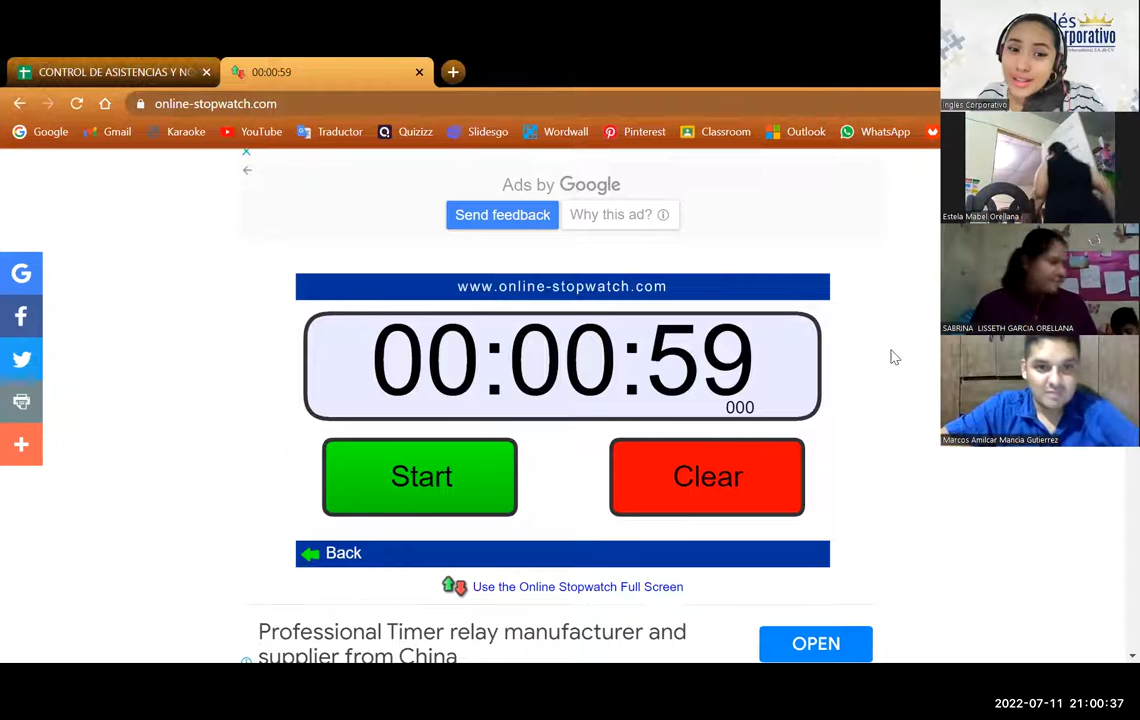 CONTROL DE ASISTENCIAS Y NO
00:00:59
online-stopwatch.com
Google
Gmail
Karaoke
YouTube
Traductor
Quizizz
Slidesgo
Wordwall
Pinterest
Classroom
Outlook
WhatsApp
Ads by Google
Send feedback
Why this ad?
www.online-stopwatch.com
00:00:59
000
Start
Clear
Back
Use the Online Stopwatch Full Screen
Professional Timer relay manufacturer and
supplier from China
OPEN
Inglés Corporativo
Estela Mabel Orellana
SABRINA LISSETH GARCIA ORELLANA
Marcos Amilcar Mancia Gutierrez
2022-07-11 21:00:37